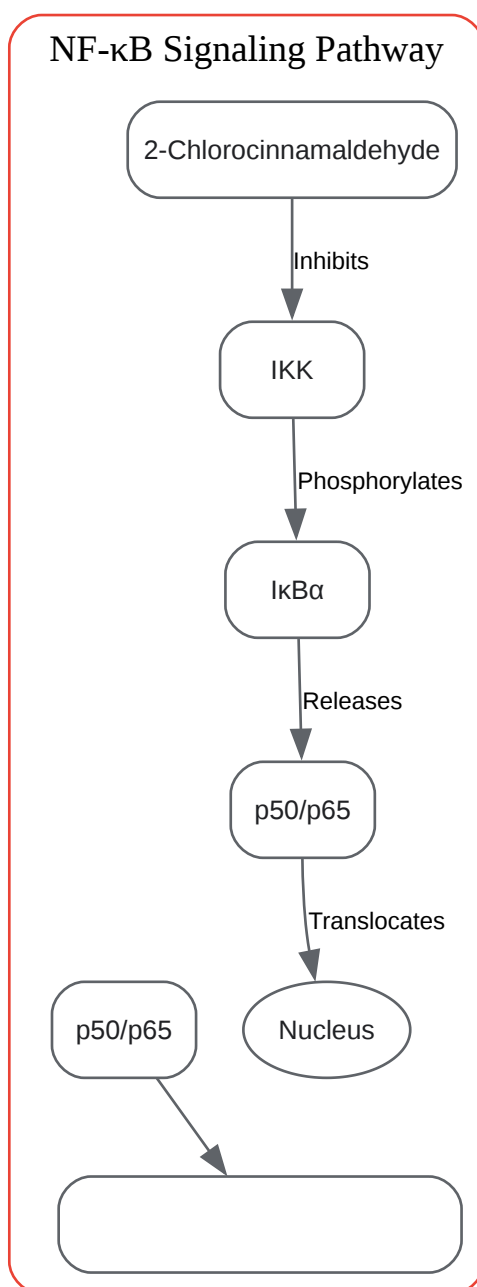 NF-κB Signaling Pathway
2-Chlorocinnamaldehyde
Inhibits
IKK
Phosphorylates
IκBα
Releases
p50/p65
Translocates
p50/p65
Nucleus